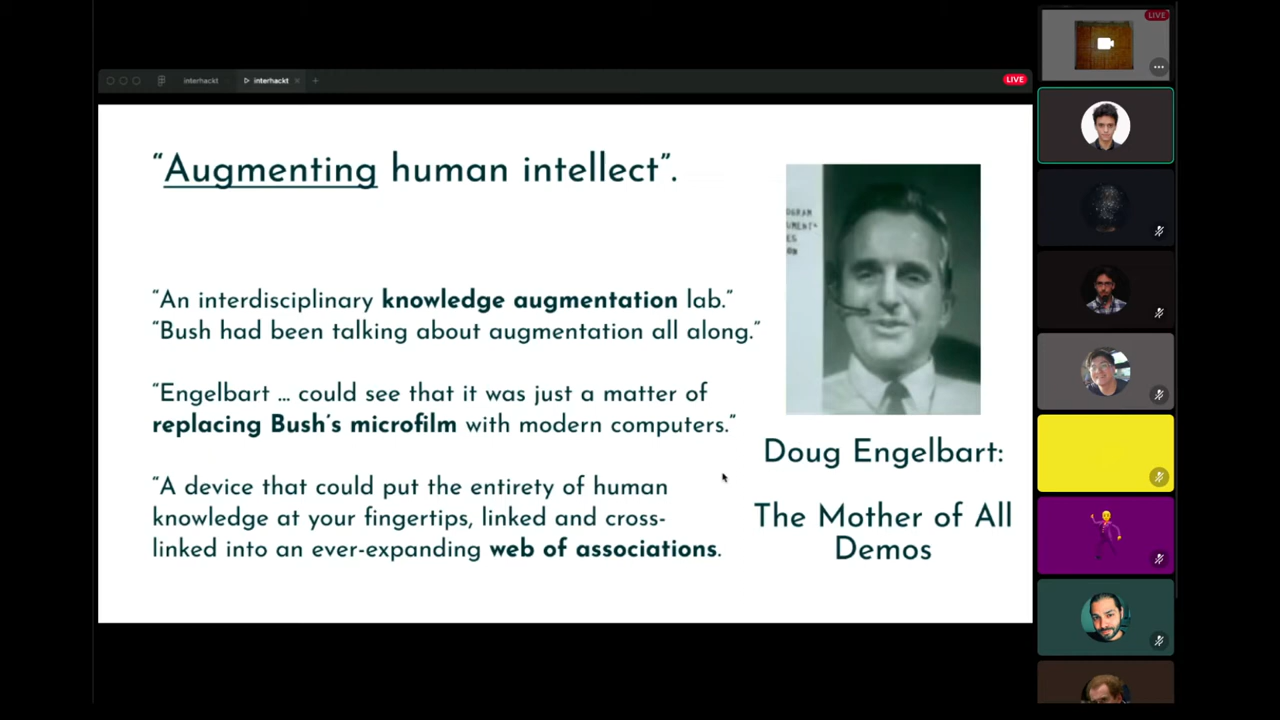 LIVE
interhackt
interhackt
LIVE
“Augmenting human intellect”.
“An interdisciplinary knowledge augmentation lab.”
“Bush had been talking about augmentation all along.”
“Engelbart ... could see that it was just a matter of
replacing Bush’s microfilm with modern computers.”
“A device that could put the entirety of human
knowledge at your fingertips, linked and cross-
linked into an ever-expanding web of associations.
Doug Engelbart:
The Mother of All
Demos